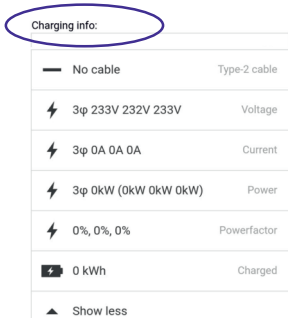 Charging info:
No cable Type-2 cable
3φ 233V 232V 233V Voltage
3φ 0A 0A 0A Current
3φ 0kW (0kW 0kW 0kW) Power
0%, 0%, 0% Powerfactor
0 kWh Charged
Show less